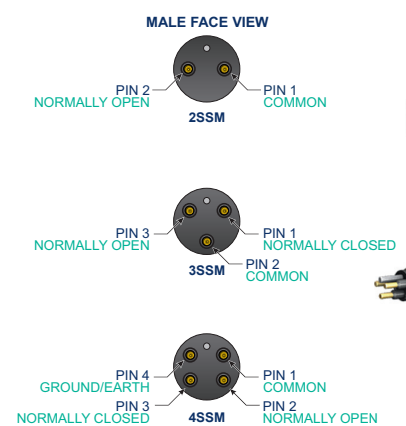 MALE FACE VIEW
PIN 2
NORMALLY OPEN
PIN 1
COMMON
2SSM
PIN 3
NORMALLY OPEN
PIN 1
NORMALLY CLOSED
PIN 2
COMMON
3SSM
PIN 4
GROUND/EARTH
PIN 1
COMMON
PIN 3
NORMALLY CLOSED
PIN 2
NORMALLY OPEN
4SSM